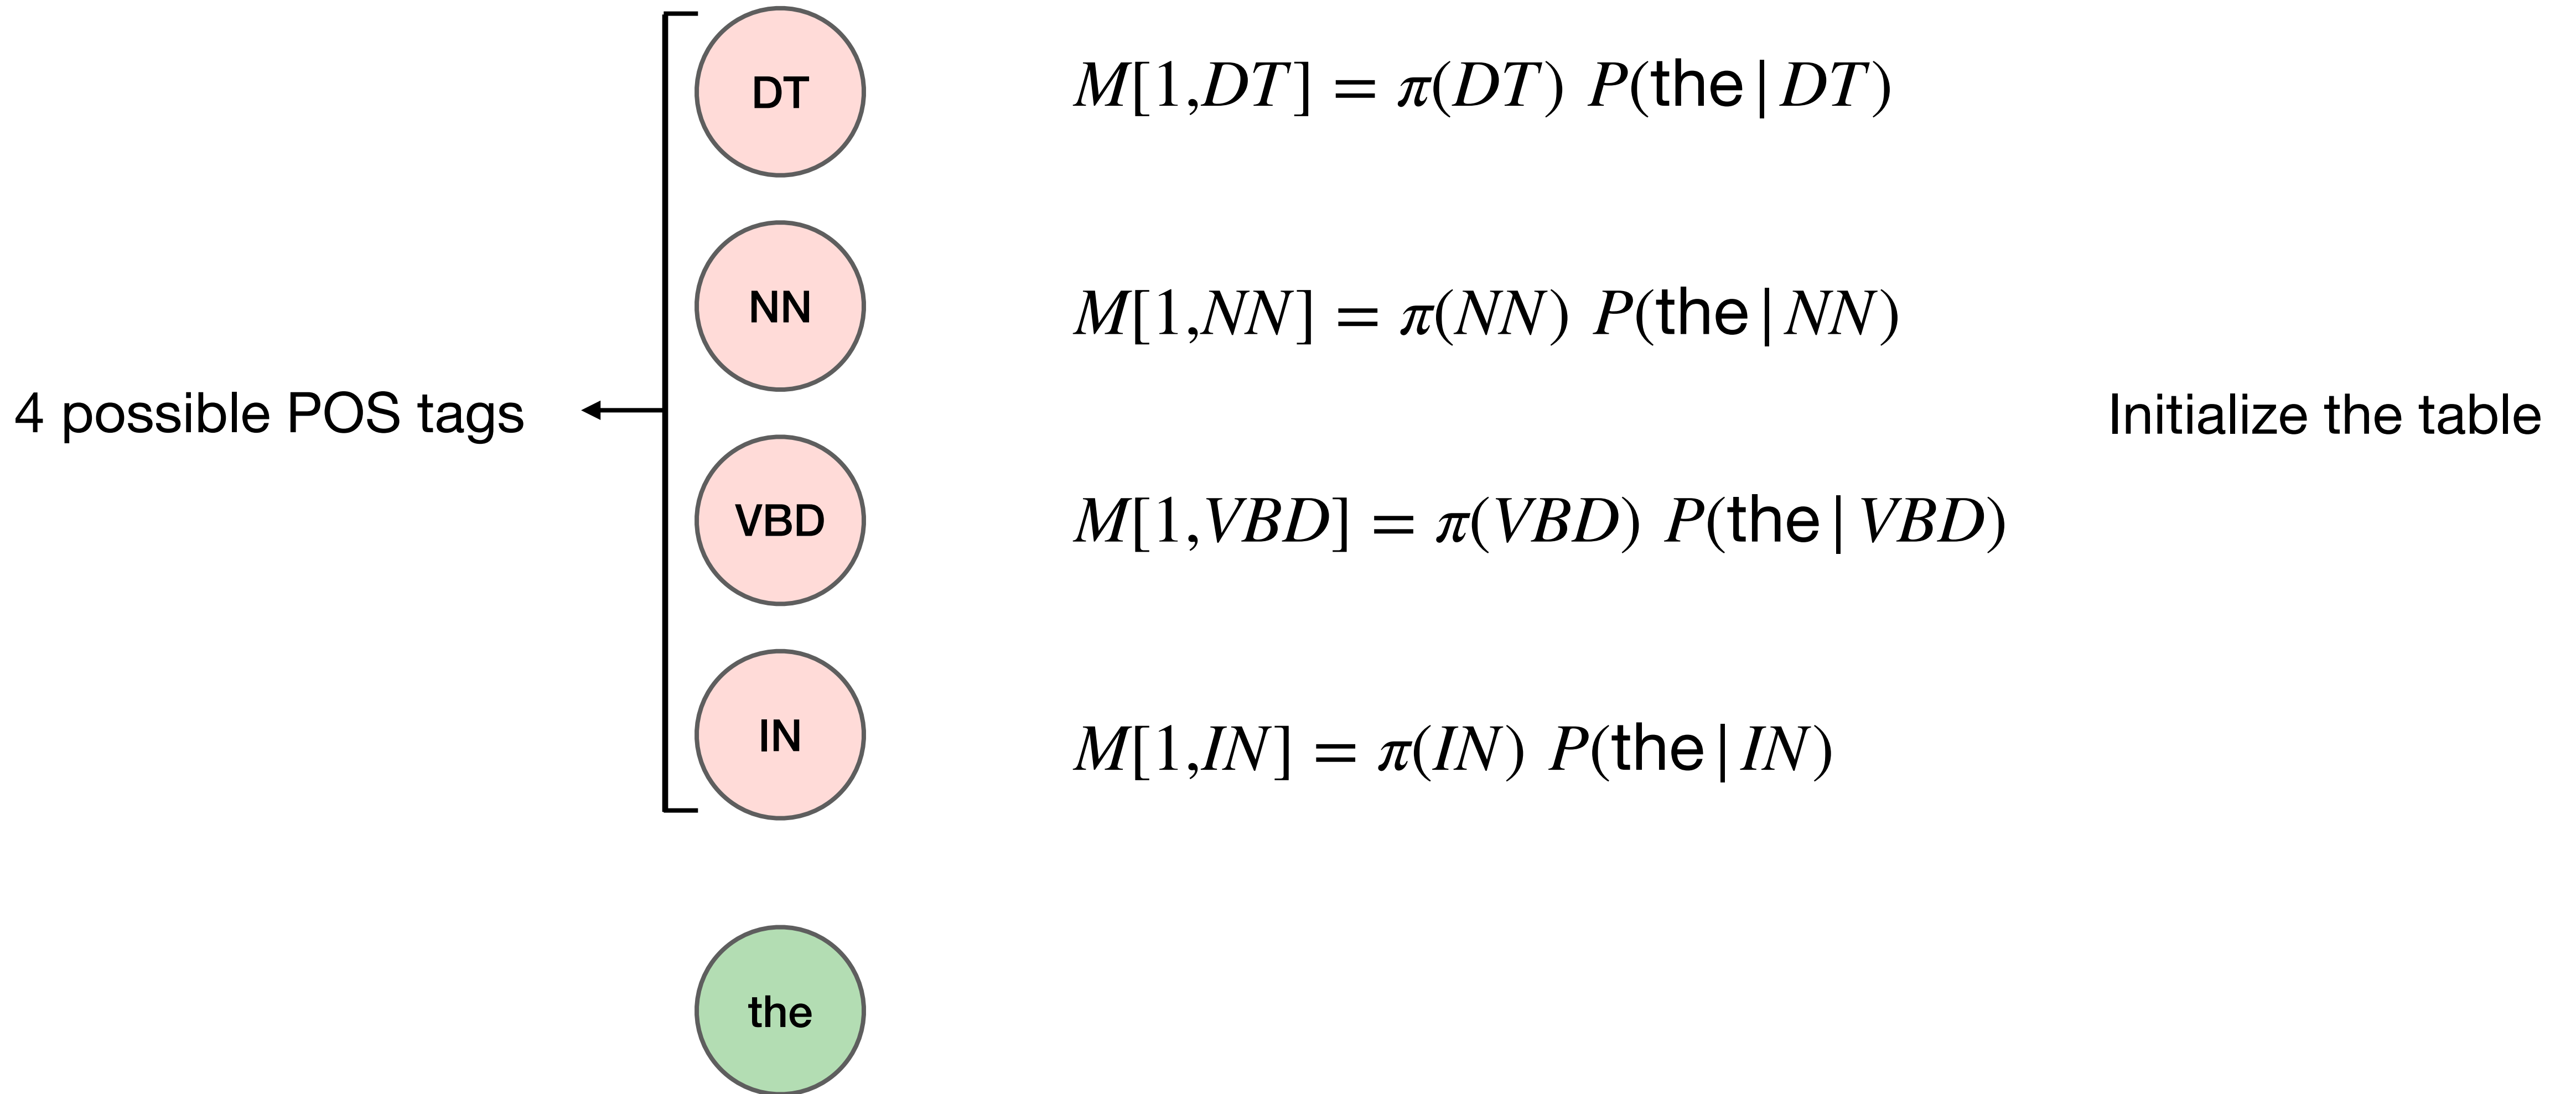 DT
M[1,DT] = π(DT) P(the|DT)
NN
M[1,NN] = π(NN) P(the|NN)
4 possible POS tags
Initialize the table
VBD
M[1,VBD] = π(VBD) P(the|VBD)
IN
M[1,IN] = π(IN) P(the|IN)
the